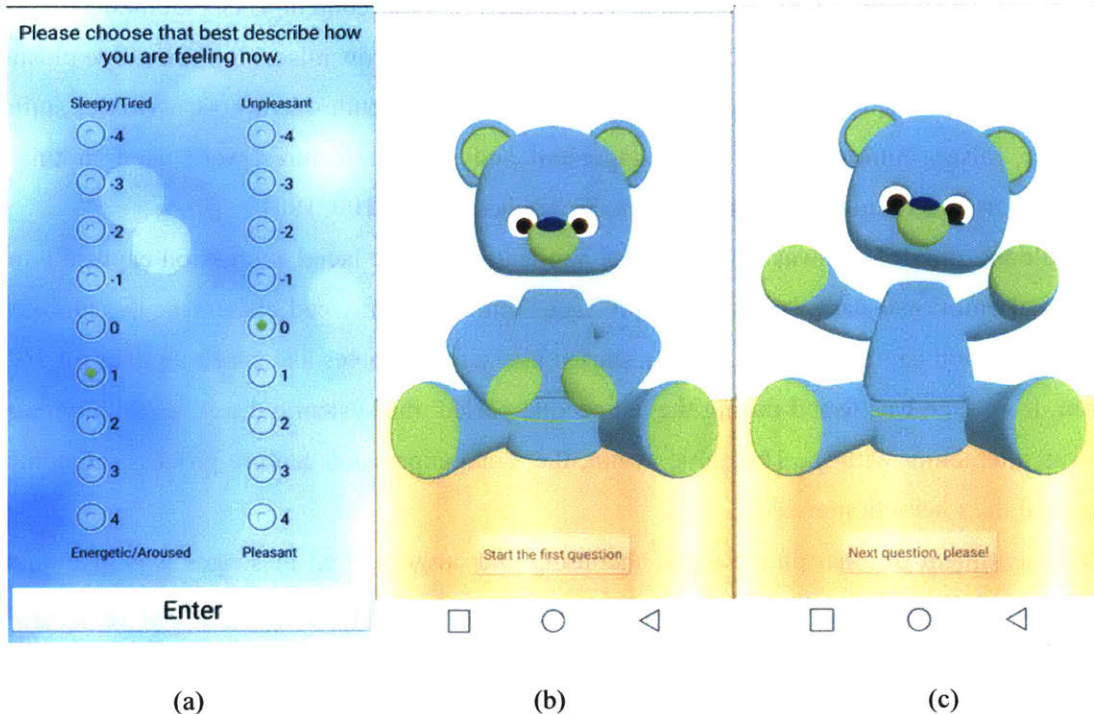 Please choose that best describe how
you are feeling now.
Sleepy/Tired
Unpleasant
-4
-4
-3
-3
-2
-2
-1
-1
0
0
1
1
2
2
3
3
4
4
Energetic/Aroused
Pleasant
Enter
Start the first question
Next question, please!
(a)
(b)
(c)